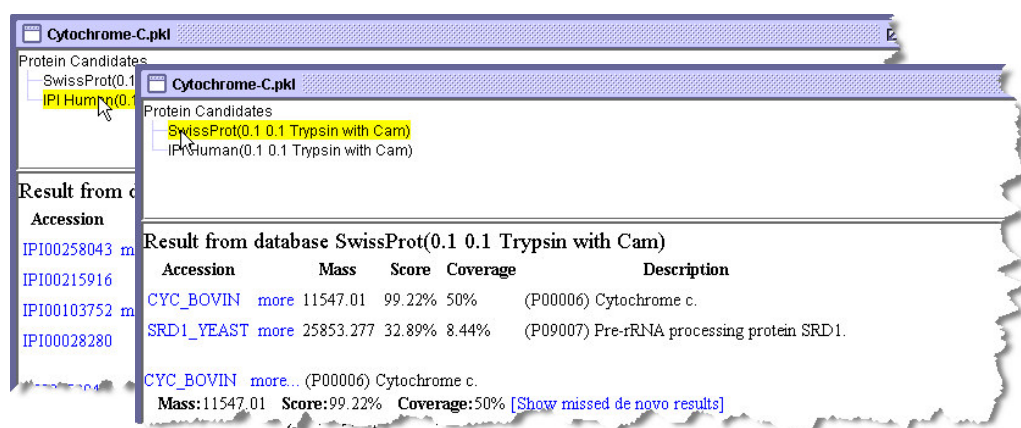 Cytochrome-C.pkl
Protein Candidates
SwissProt(0.1
IPI Human(0.1
Result from
Accession
IPI00258043 m
IPI00215916
IPI00103752 m
IPI00028280
Cytochrome-C.pkl
Protein Candidates
SwissProt(0.1 0.1 Trypsin with Cam)
IPI Human(0.1 0.1 Trypsin with Cam)
Result from database SwissProt(0.1 0.1 Trypsin with Cam)
Accession Mass Score Coverage Description
CYC_BOVIN more 11547.01 99.22% 50% (P00006) Cytochrome c.
SRD1_YEAST more 25853.277 32.89% 8.44% (P09007) Pre-rRNA processing protein SRD1.
CYC_BOVIN more... (P00006) Cytochrome c.
Mass:11547.01 Score:99.22% Coverage:50% [Show missed de novo results]